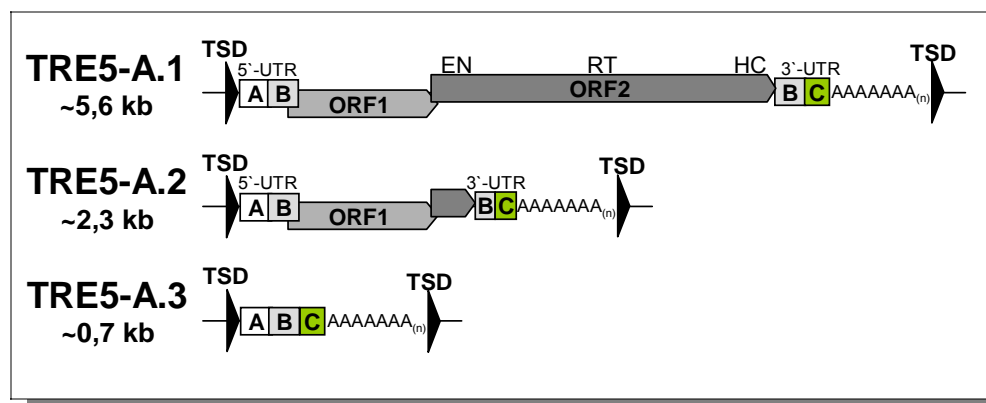 TSD TSD
TRE5-A.1 5`-UTR EN RT HC 3`-UTR
~5,6 kb A B ORF1 ORF2 B C AAAAAAA(n)
TSD TSD
TRE5-A.2 5`-UTR 3`-UTR
~2,3 kb A B ORF1 B C AAAAAAA(n)
TSD TSD
TRE5-A.3
~0,7 kb A B C AAAAAAA(n)